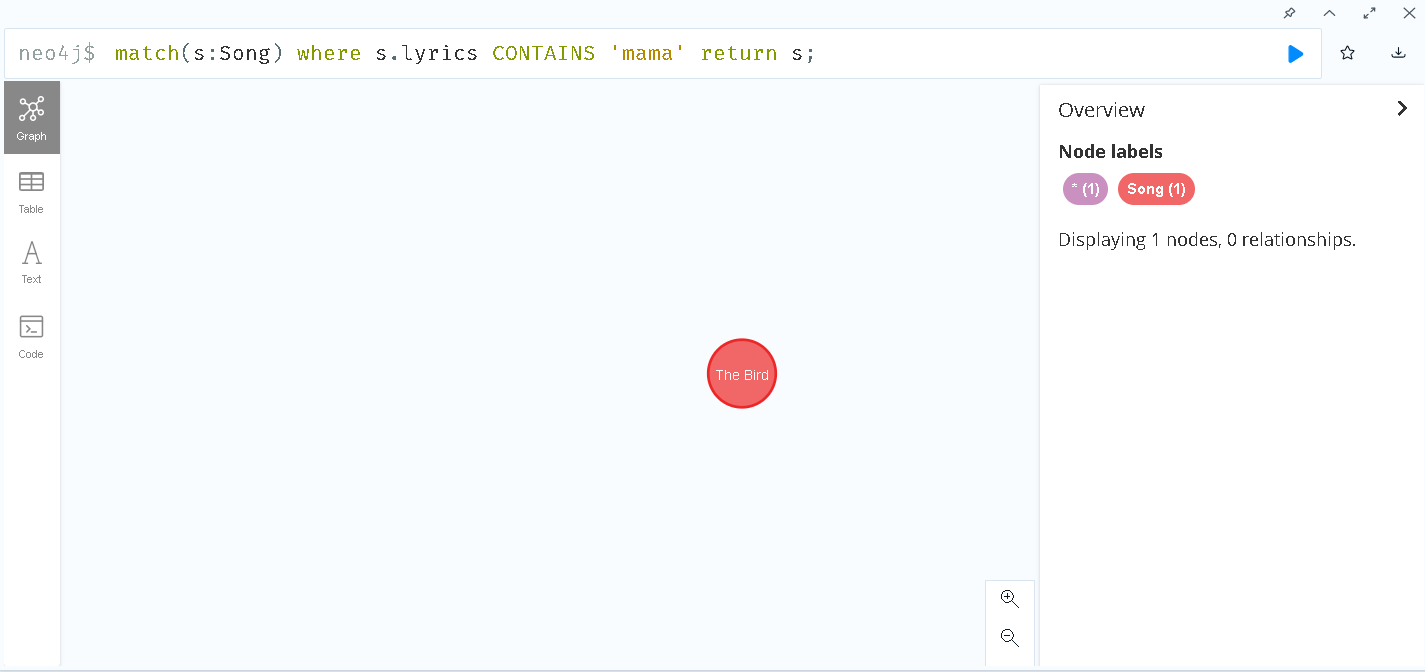 neo4j$ match(s:Song) where s.lyrics CONTAINS 'mama' return s;
Graph
Table
Text
Code
The Bird
Overview
Node labels
* (1) Song (1)
Displaying 1 nodes, 0 relationships.